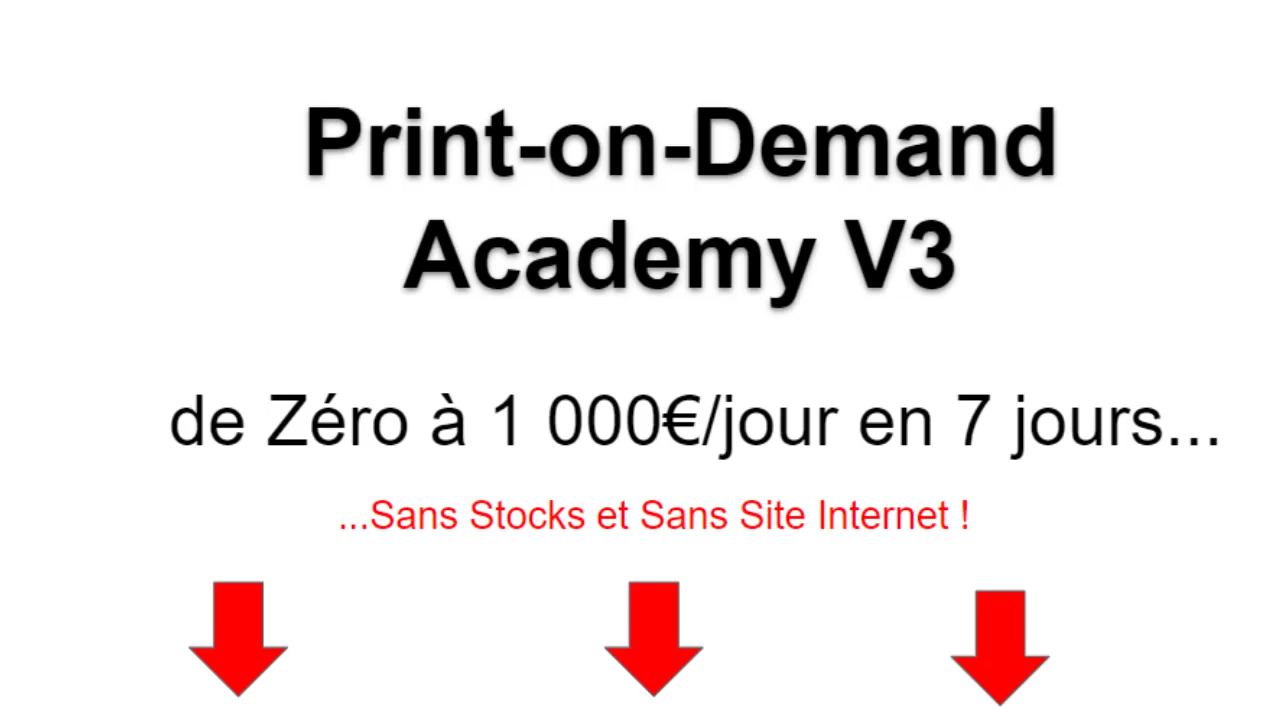 Print-on-Demand
Academy V3
de Zéro à 1 000€/jour en 7 jours...
...Sans Stocks et Sans Site Internet !